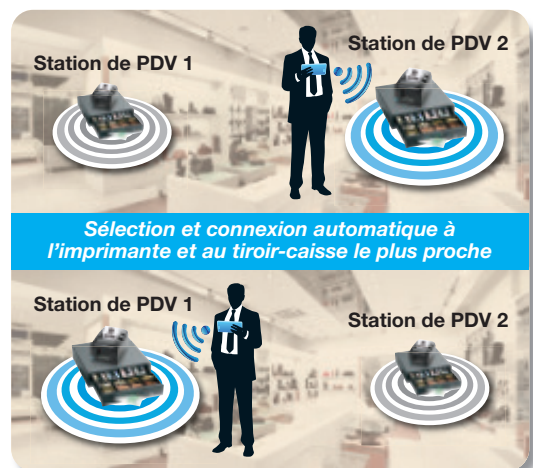 Station de PDV 1
Station de PDV 2
Sélection et connexion automatique à
l'imprimante et au tiroir-caisse le plus proche
Station de PDV 1
Station de PDV 2